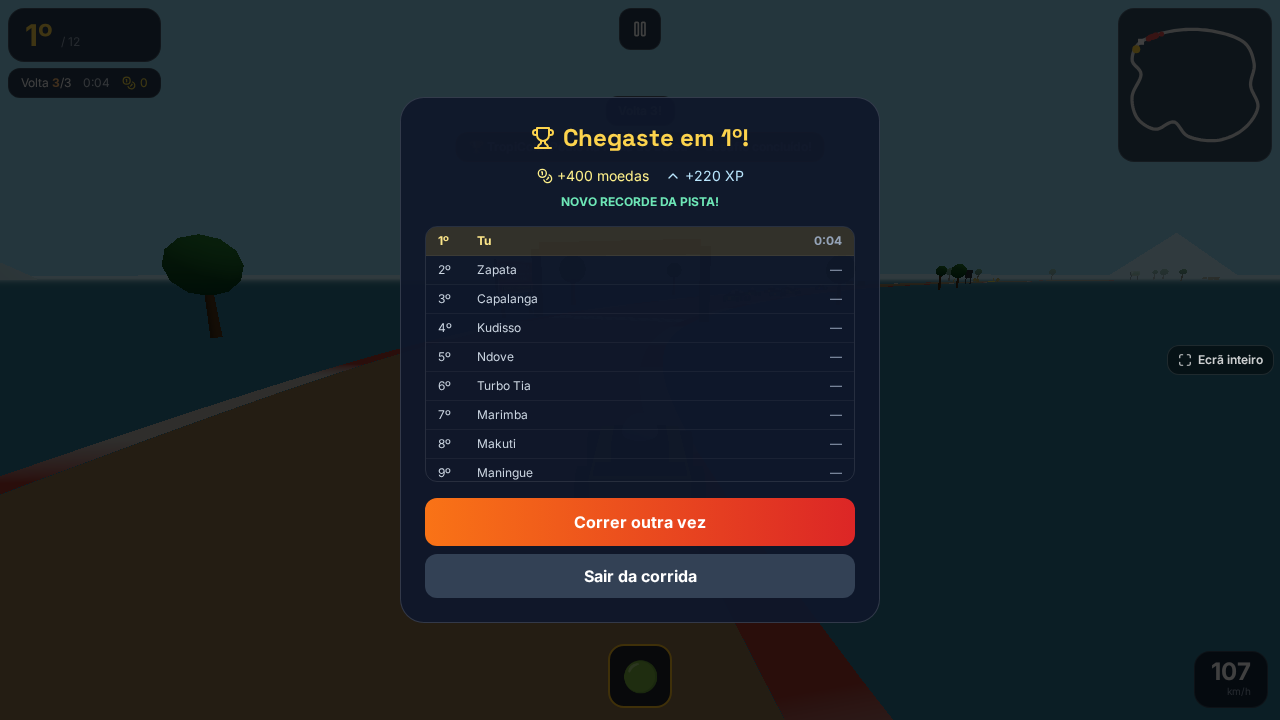 1º / 12
Volta 3/3 0:04 0
Chegaste em 1º!
+400 moedas +220 XP
NOVO RECORDE DA PISTA!
1º Tu 0:04
2º Zapata —
3º Capalanga —
4º Kudisso —
5º Ndove —
6º Turbo Tia —
7º Marimba —
8º Makuti —
9º Maningue —
Correr outra vez
Sair da corrida
Ecrã inteiro
107
km/h